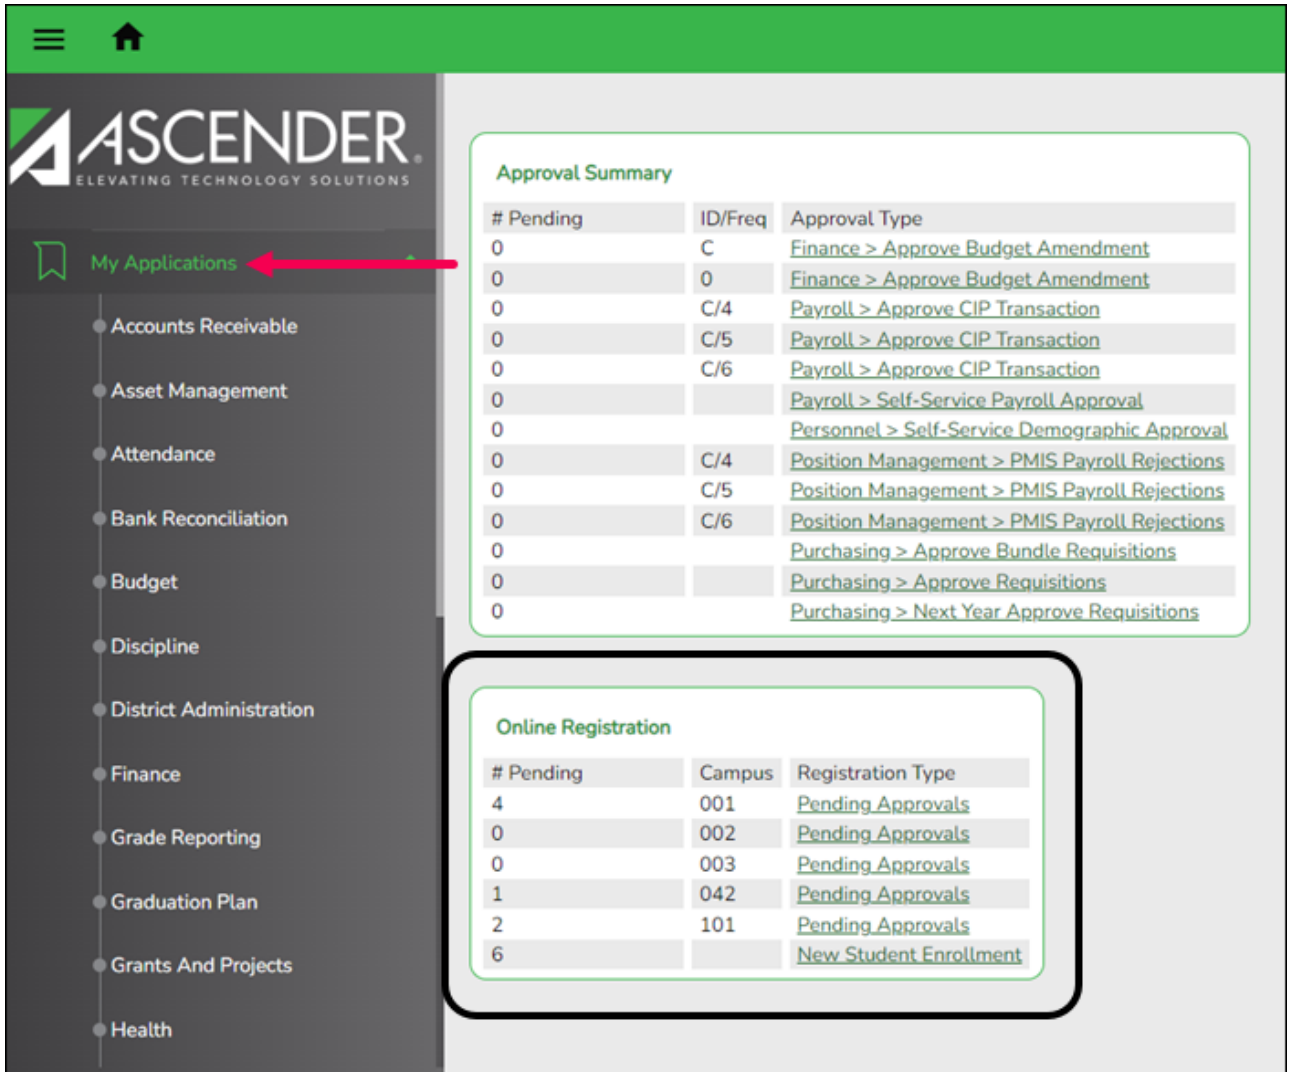 ASCENDER
ELEVATING TECHNOLOGY SOLUTIONS
My Applications
Accounts Receivable
Asset Management
Attendance
Bank Reconciliation
Budget
Discipline
District Administration
Finance
Grade Reporting
Graduation Plan
Grants And Projects
Health
Approval Summary
# Pending ID/Freq Approval Type
0 C Finance > Approve Budget Amendment
0 0 Finance > Approve Budget Amendment
0 C/4 Payroll > Approve CIP Transaction
0 C/5 Payroll > Approve CIP Transaction
0 C/6 Payroll > Approve CIP Transaction
0 Payroll > Self-Service Payroll Approval
0 Personnel > Self-Service Demographic Approval
0 C/4 Position Management > PMIS Payroll Rejections
0 C/5 Position Management > PMIS Payroll Rejections
0 C/6 Position Management > PMIS Payroll Rejections
0 Purchasing > Approve Bundle Requisitions
0 Purchasing > Approve Requisitions
0 Purchasing > Next Year Approve Requisitions
Online Registration
# Pending Campus Registration Type
4 001 Pending Approvals
0 002 Pending Approvals
0 003 Pending Approvals
1 042 Pending Approvals
2 101 Pending Approvals
6 New Student Enrollment